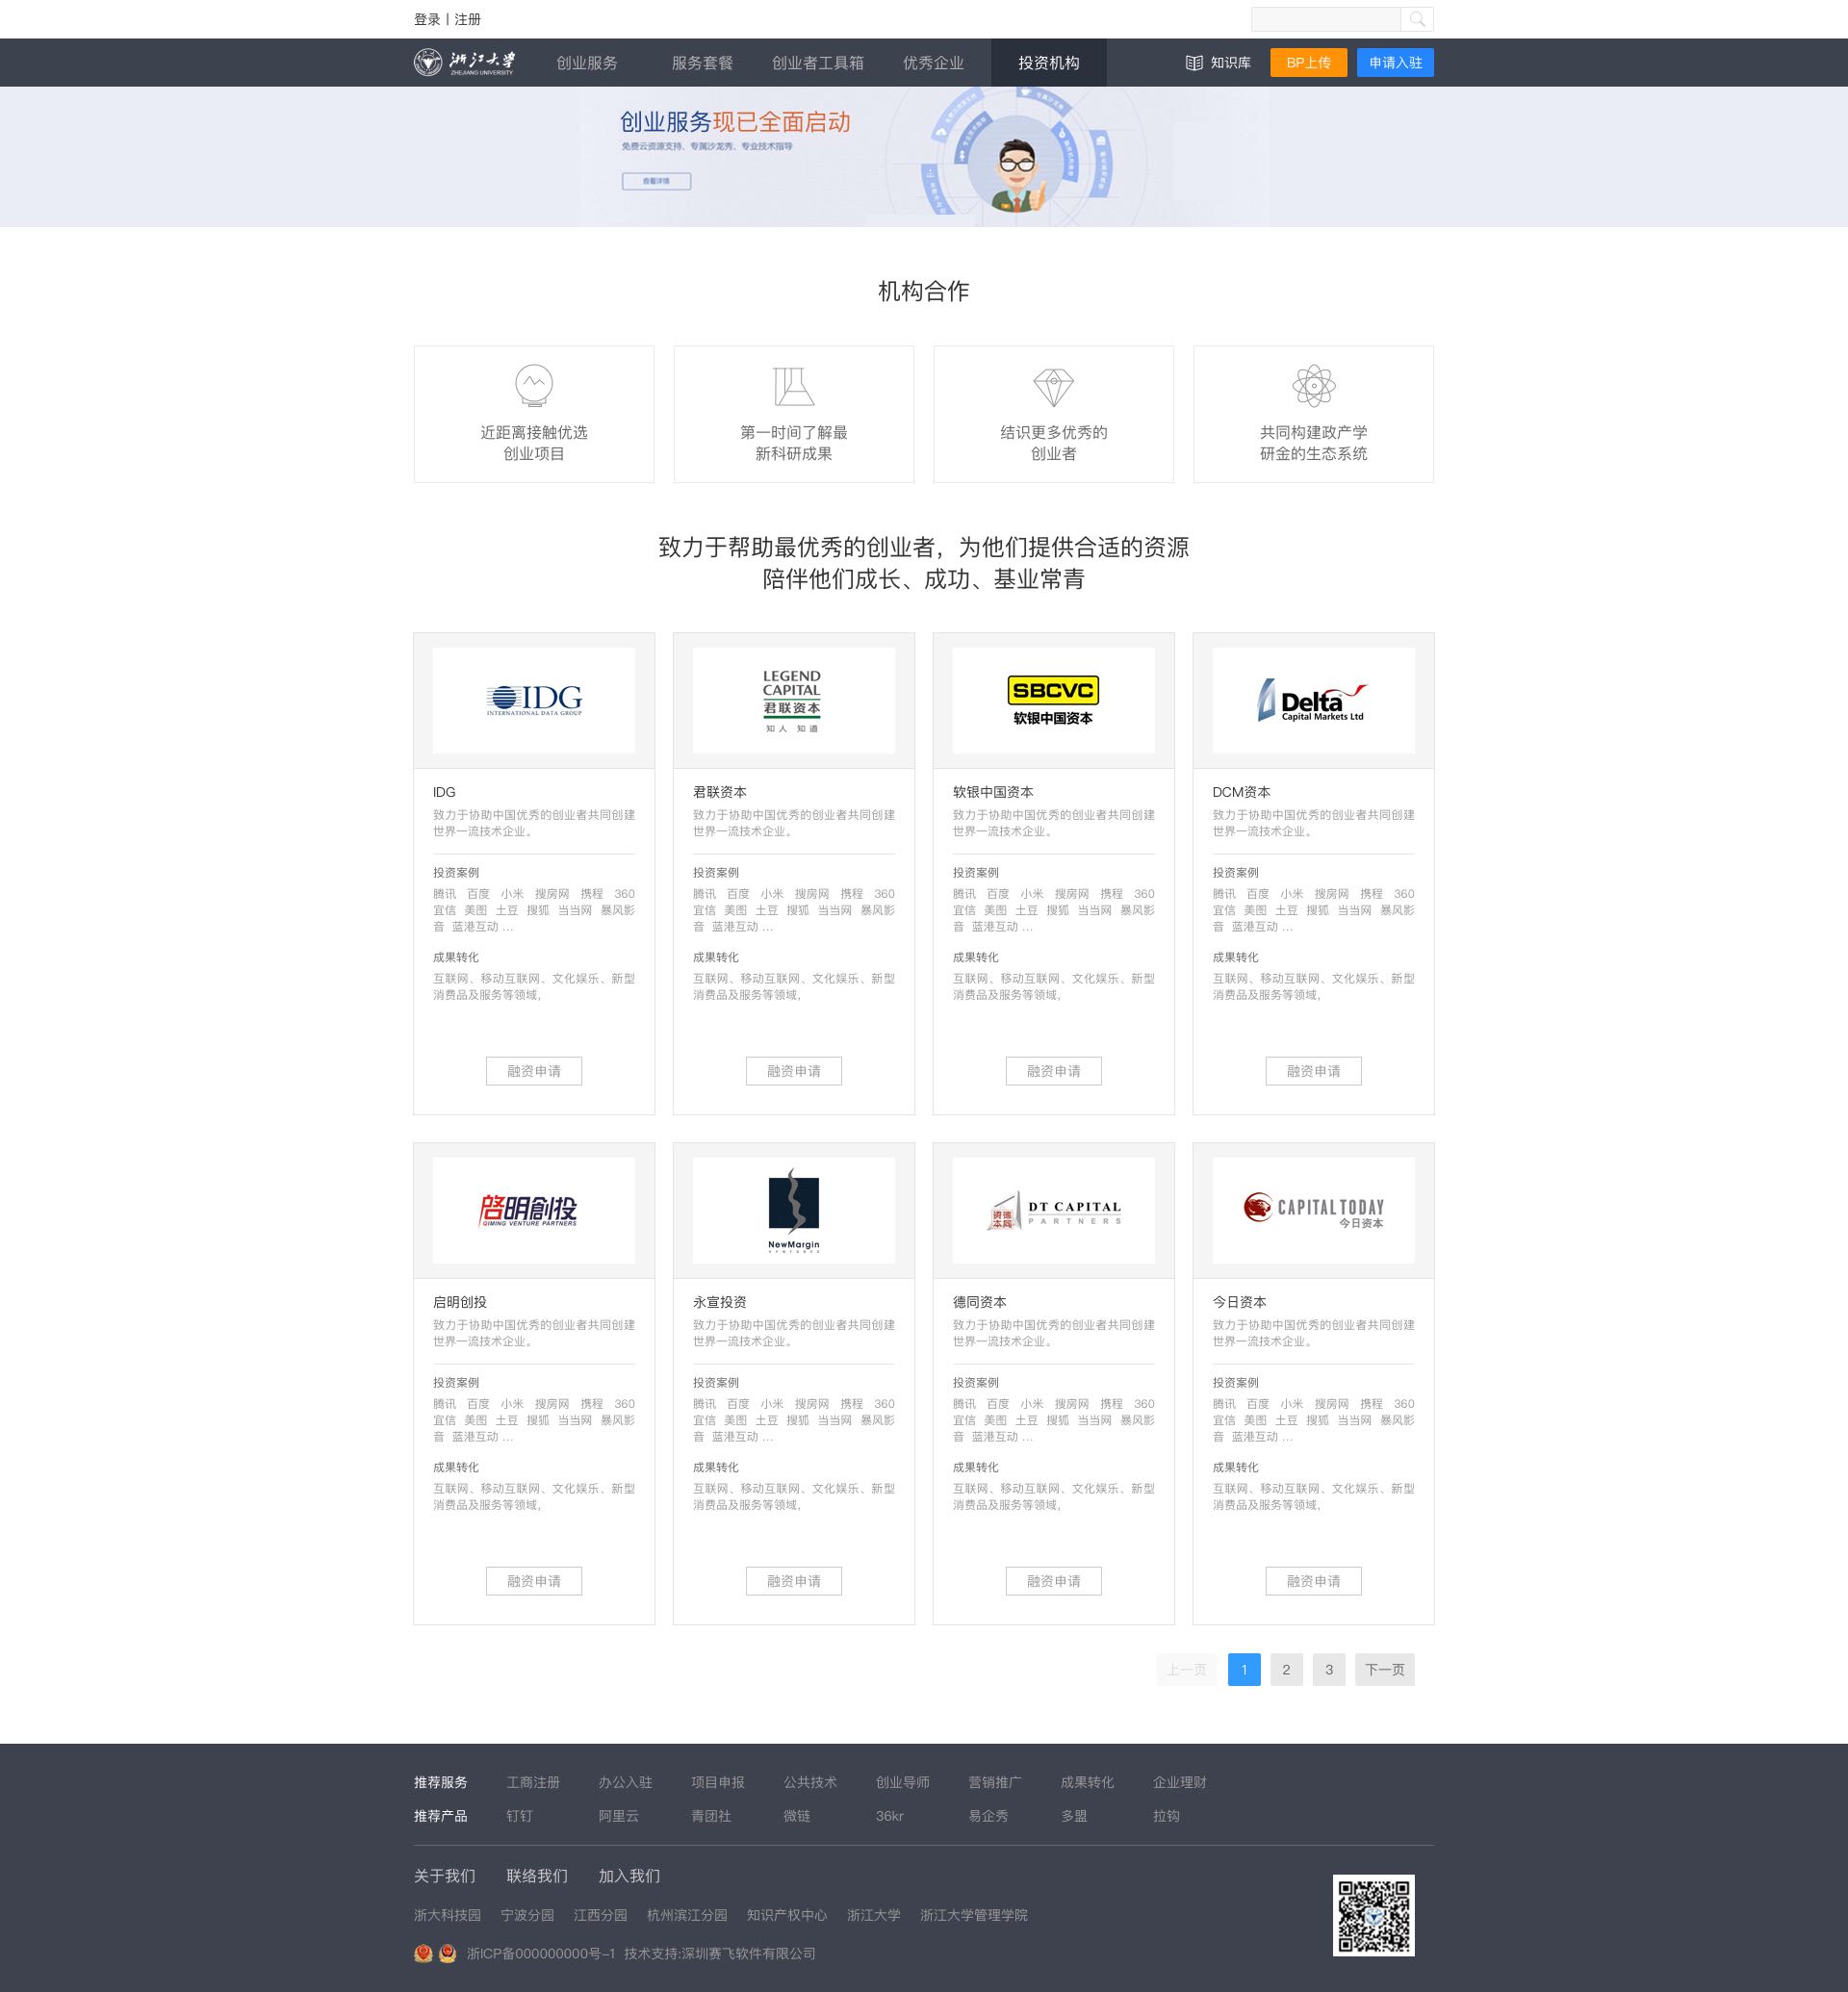 登录 | 注册
浙江大学
ZHEJIANG UNIVERSITY
创业服务 服务套餐 创业者工具箱 优秀企业 投资机构 知识库 BP上传 申请入驻
创业服务现已全面启动
免费云资源支持、专属沙龙秀、专业技术指导
查看详情
机构合作
近距离接触优选
创业项目
第一时间了解最
新科研成果
结识更多优秀的
创业者
共同构建政产学
研金的生态系统
致力于帮助最优秀的创业者，为他们提供合适的资源
陪伴他们成长、成功、基业常青
IDG
INTERNATIONAL DATA GROUP
IDG
致力于协助中国优秀的创业者共同创建
世界一流技术企业。
投资案例
腾讯 百度 小米 搜房网 携程 360
宜信 美图 土豆 搜狐 当当网 暴风影
音 蓝港互动 ...
成果转化
互联网、移动互联网、文化娱乐、新型
消费品及服务等领域，
融资申请
LEGEND
CAPITAL
君联资本
知人 知道
君联资本
致力于协助中国优秀的创业者共同创建
世界一流技术企业。
投资案例
腾讯 百度 小米 搜房网 携程 360
宜信 美图 土豆 搜狐 当当网 暴风影
音 蓝港互动 ...
成果转化
互联网、移动互联网、文化娱乐、新型
消费品及服务等领域，
融资申请
SBCVC
软银中国资本
软银中国资本
致力于协助中国优秀的创业者共同创建
世界一流技术企业。
投资案例
腾讯 百度 小米 搜房网 携程 360
宜信 美图 土豆 搜狐 当当网 暴风影
音 蓝港互动 ...
成果转化
互联网、移动互联网、文化娱乐、新型
消费品及服务等领域，
融资申请
Delta
Capital Markets Ltd
DCM资本
致力于协助中国优秀的创业者共同创建
世界一流技术企业。
投资案例
腾讯 百度 小米 搜房网 携程 360
宜信 美图 土豆 搜狐 当当网 暴风影
音 蓝港互动 ...
成果转化
互联网、移动互联网、文化娱乐、新型
消费品及服务等领域，
融资申请
啓明創投
QIMING VENTURE PARTNERS
启明创投
致力于协助中国优秀的创业者共同创建
世界一流技术企业。
投资案例
腾讯 百度 小米 搜房网 携程 360
宜信 美图 土豆 搜狐 当当网 暴风影
音 蓝港互动 ...
成果转化
互联网、移动互联网、文化娱乐、新型
消费品及服务等领域，
融资申请
NewMargin
永宣投资
致力于协助中国优秀的创业者共同创建
世界一流技术企业。
投资案例
腾讯 百度 小米 搜房网 携程 360
宜信 美图 土豆 搜狐 当当网 暴风影
音 蓝港互动 ...
成果转化
互联网、移动互联网、文化娱乐、新型
消费品及服务等领域，
融资申请
DT CAPITAL
PARTNERS
德同资本
致力于协助中国优秀的创业者共同创建
世界一流技术企业。
投资案例
腾讯 百度 小米 搜房网 携程 360
宜信 美图 土豆 搜狐 当当网 暴风影
音 蓝港互动 ...
成果转化
互联网、移动互联网、文化娱乐、新型
消费品及服务等领域，
融资申请
CAPITAL TODAY
今日资本
今日资本
致力于协助中国优秀的创业者共同创建
世界一流技术企业。
投资案例
腾讯 百度 小米 搜房网 携程 360
宜信 美图 土豆 搜狐 当当网 暴风影
音 蓝港互动 ...
成果转化
互联网、移动互联网、文化娱乐、新型
消费品及服务等领域，
融资申请
上一页 1 2 3 下一页
推荐服务 工商注册 办公入驻 项目申报 公共技术 创业导师 营销推广 成果转化 企业理财
推荐产品 钉钉 阿里云 青团社 微链 36kr 易企秀 多盟 拉钩
关于我们 联络我们 加入我们
浙大科技园 宁波分园 江西分园 杭州滨江分园 知识产权中心 浙江大学 浙江大学管理学院
浙ICP备000000000号-1 技术支持:深圳赛飞软件有限公司